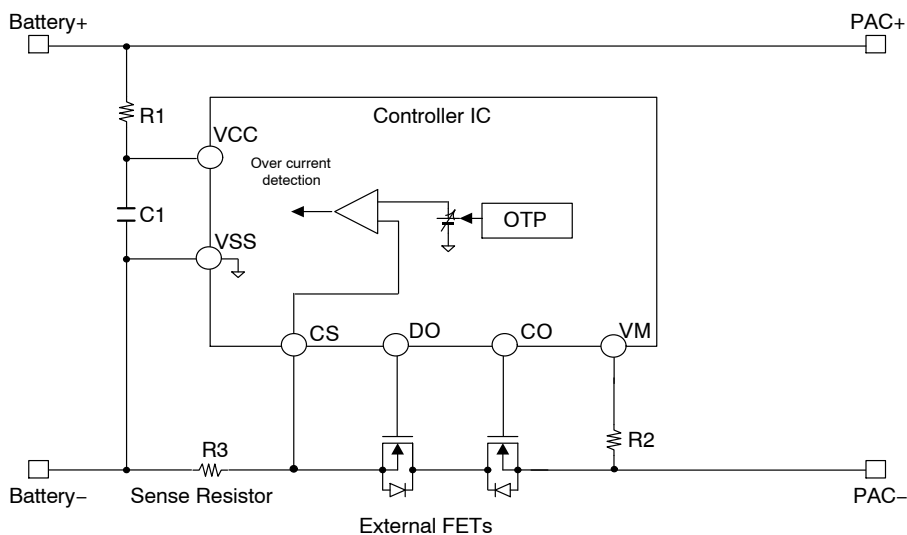 Battery+
PAC+
R1
Controller IC
VCC
Over current
detection
OTP
C1
VSS
CS
DO
CO
VM
R3
R2
Battery−
Sense Resistor
PAC−
External FETs